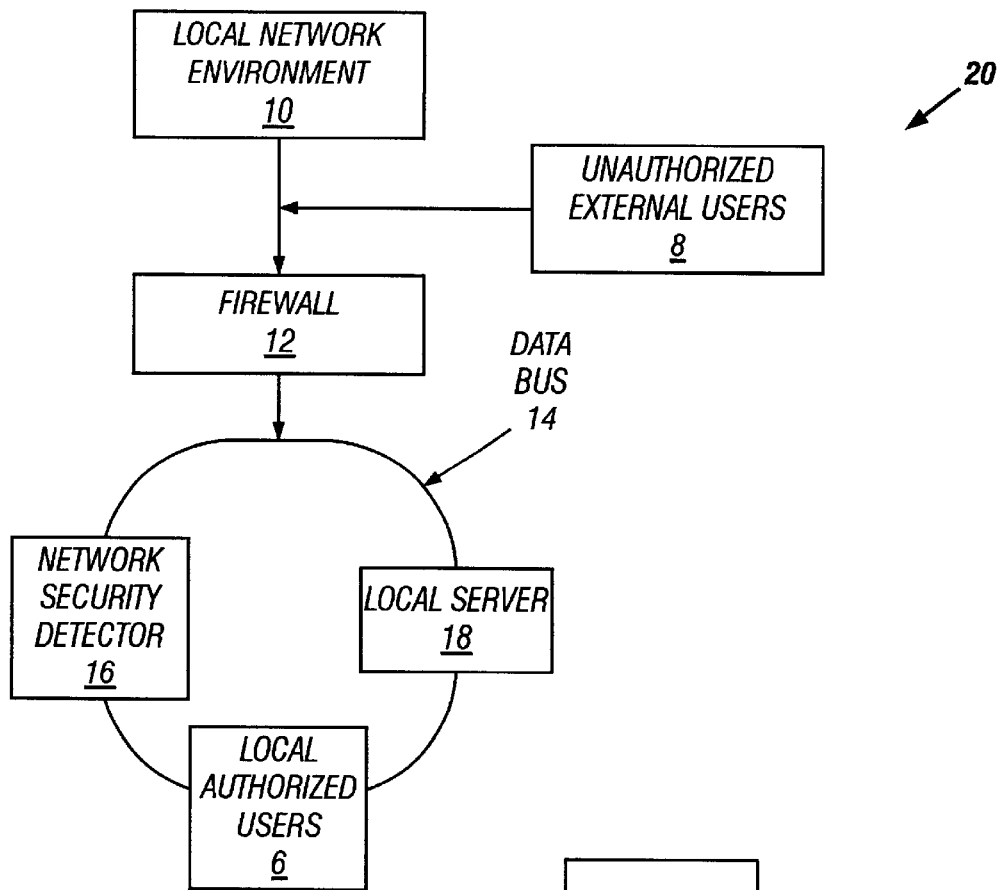 LOCAL NETWORK
ENVIRONMENT
10
20
UNAUTHORIZED
EXTERNAL USERS
8
FIREWALL
12
DATA
BUS
14
NETWORK
SECURITY
DETECTOR
16
LOCAL SERVER
18
LOCAL
AUTHORIZED
USERS
6